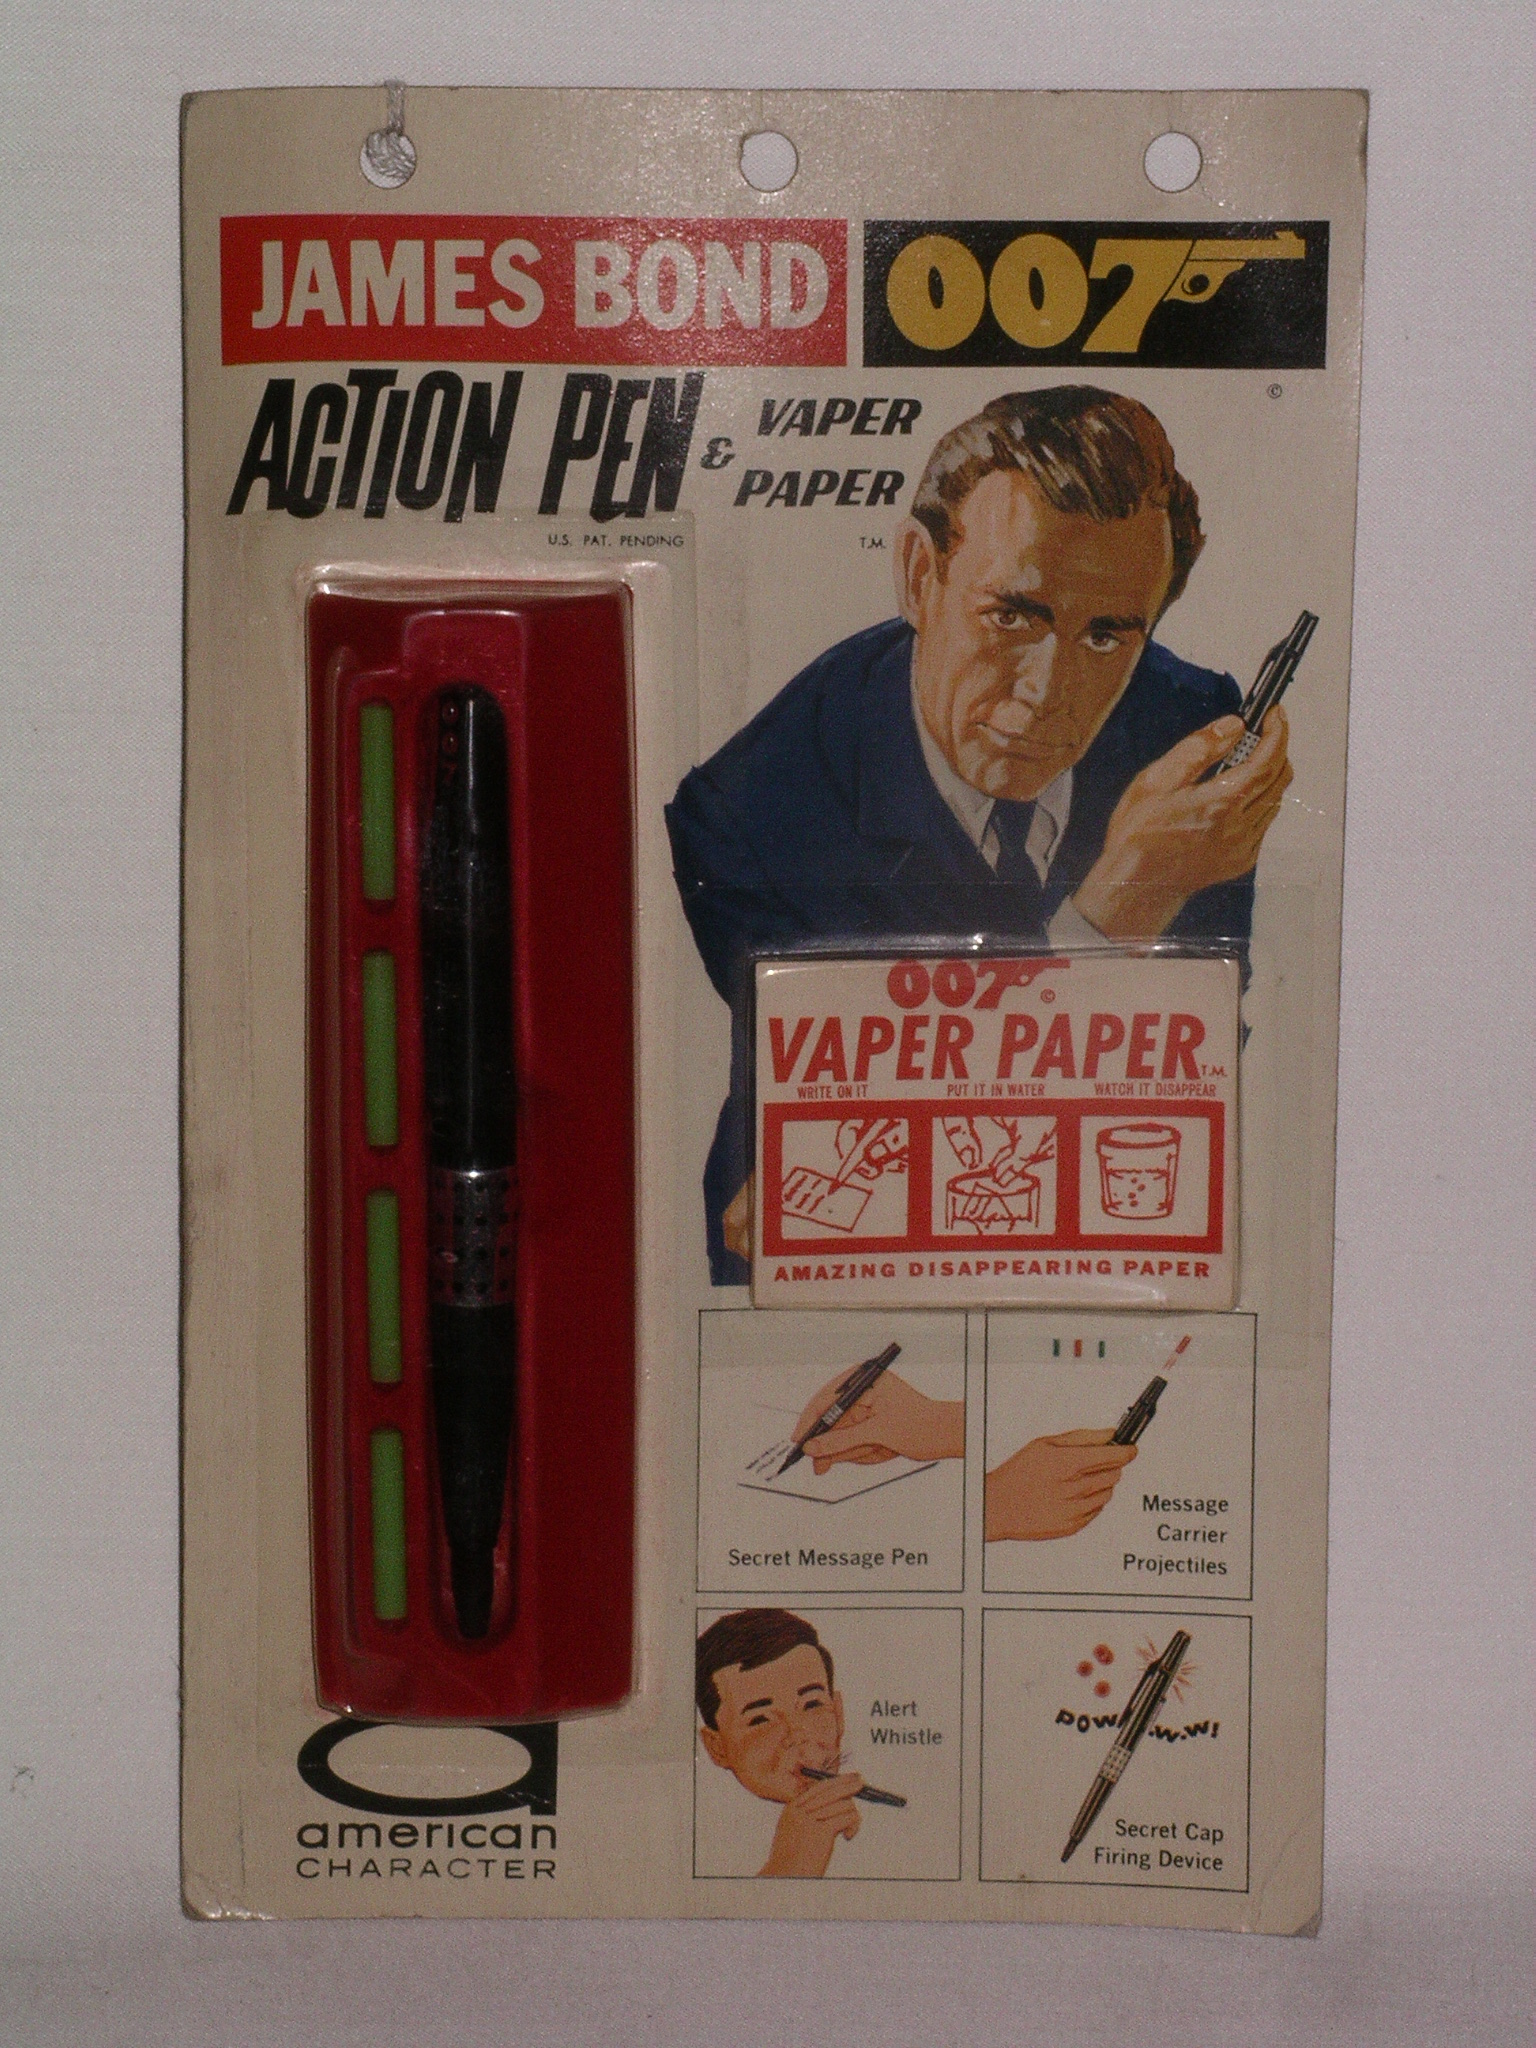 JAMES BOND 007
©
ACTION PEN & VAPER PAPER
U.S. PAT. PENDING
T.M.
007 ©
VAPER PAPER T.M.
WRITE ON IT PUT IT IN WATER WATCH IT DISAPPEAR
AMAZING DISAPPEARING PAPER
Secret Message Pen
Message
Carrier
Projectiles
Alert
Whistle
POW! .W.W!
Secret Cap
Firing Device
a
american
CHARACTER